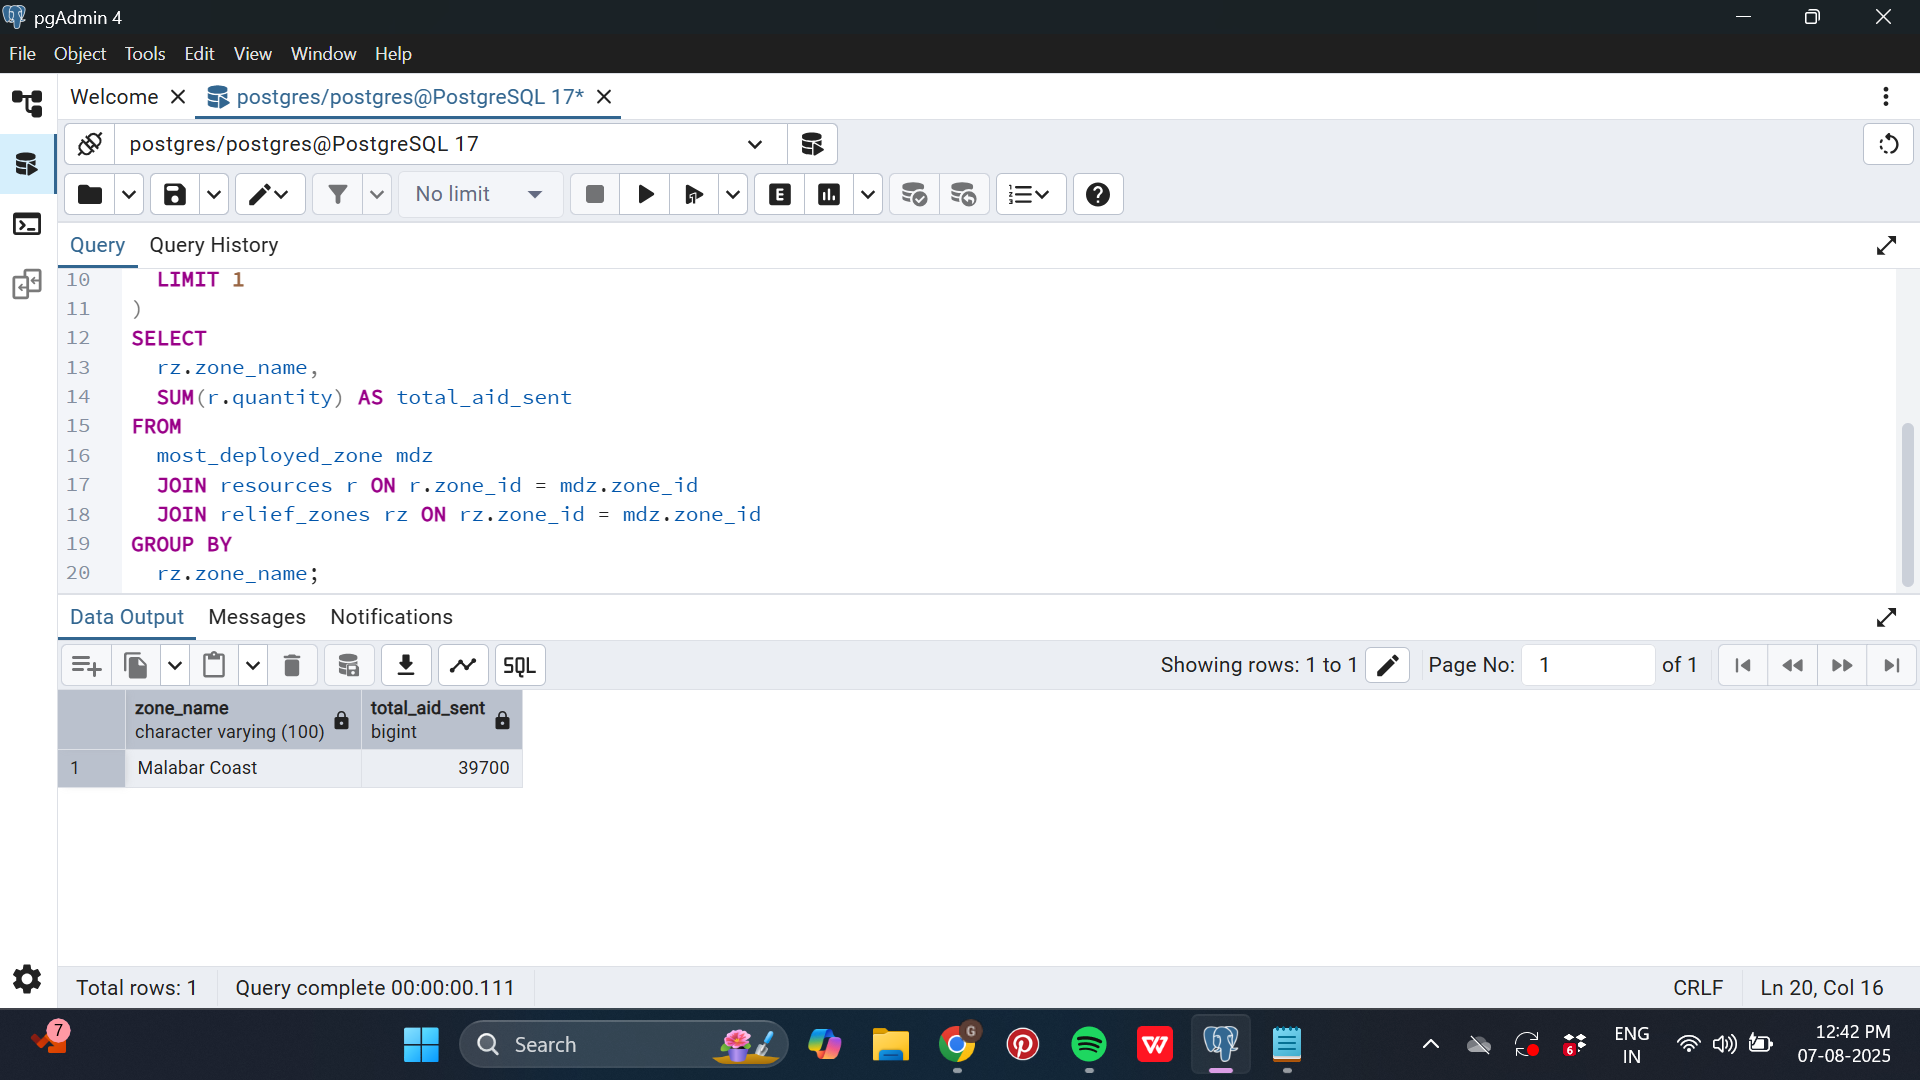 pgAdmin 4
File Object Tools Edit View Window Help
Welcome postgres/postgres@PostgreSQL 17*
postgres/postgres@PostgreSQL 17
No limit E
Query Query History
10 LIMIT 1
11 )
12 SELECT
13 rz.zone_name,
14 SUM(r.quantity) AS total_aid_sent
15 FROM
16 most_deployed_zone mdz
17 JOIN resources r ON r.zone_id = mdz.zone_id
18 JOIN relief_zones rz ON rz.zone_id = mdz.zone_id
19 GROUP BY
20 rz.zone_name;
Data Output Messages Notifications
SQL Showing rows: 1 to 1 Page No: 1 of 1
zone_name total_aid_sent
character varying (100) bigint
1 Malabar Coast 39700
Total rows: 1 Query complete 00:00:00.111 CRLF Ln 20, Col 16
7 Search G W 6 ENG 12:42 PM
IN 07-08-2025